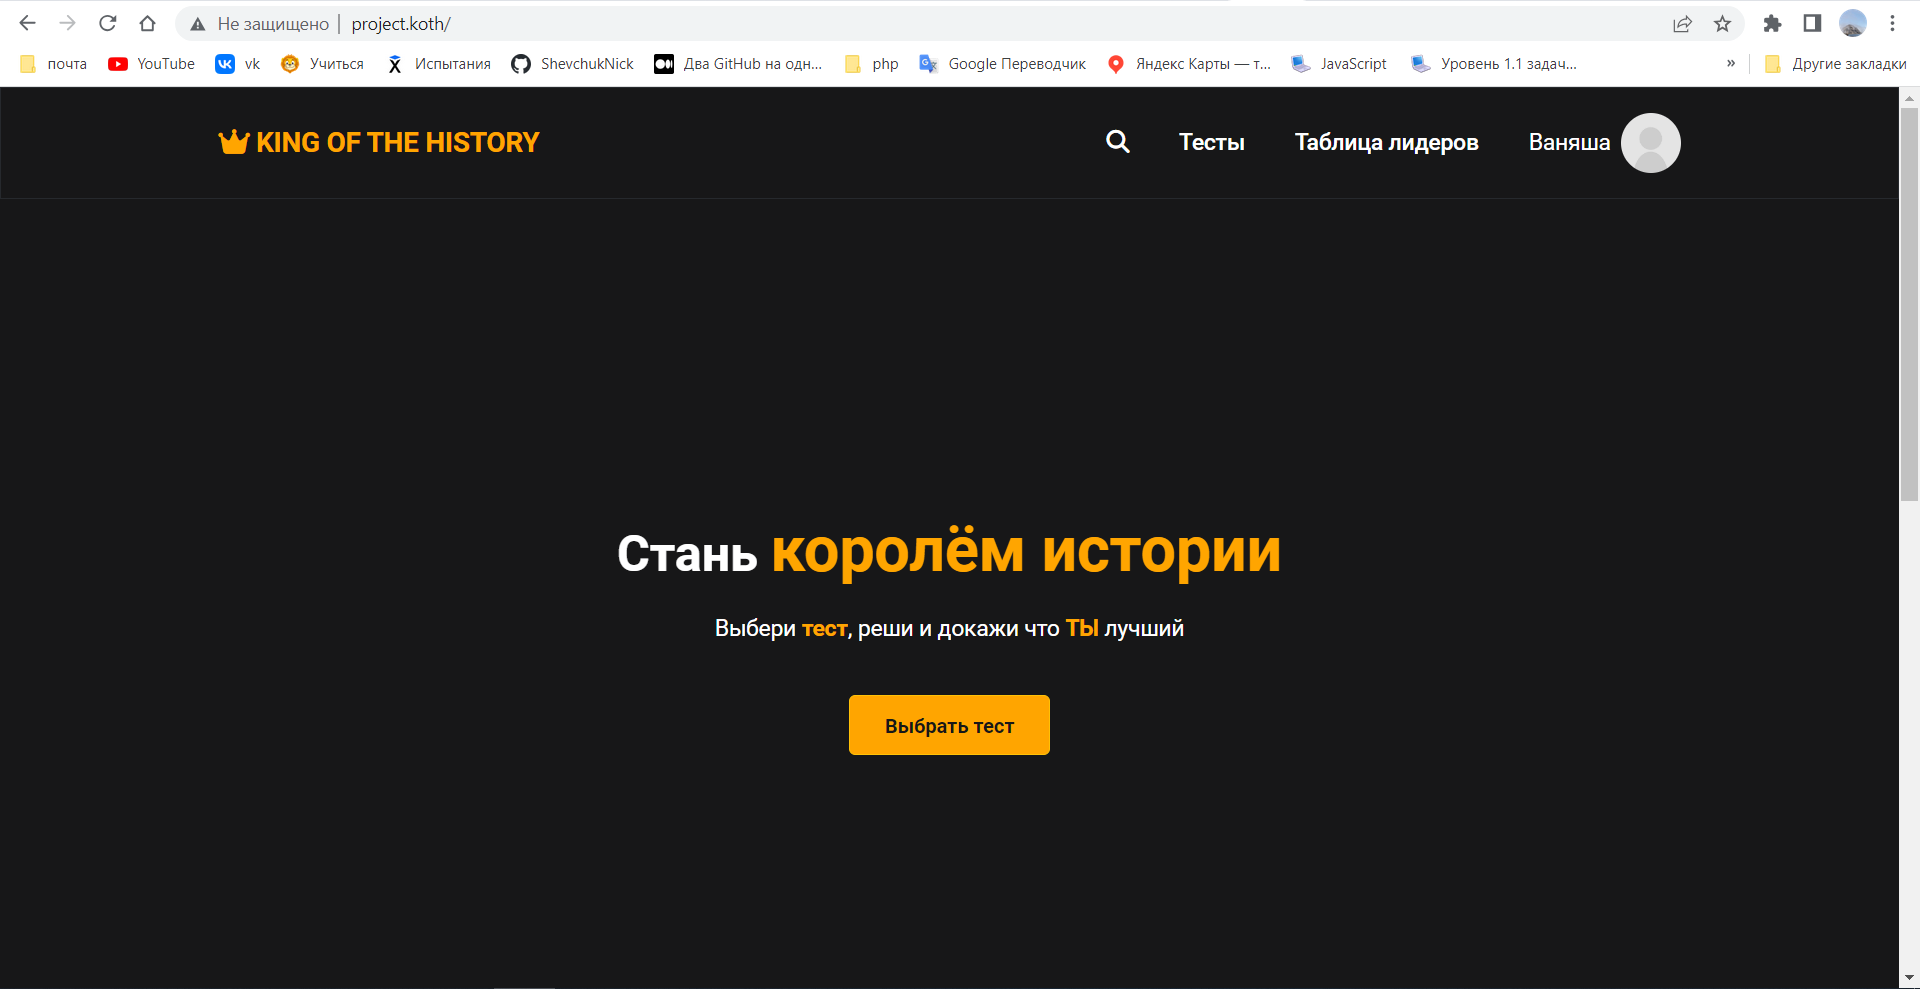 Не защищено | project.koth/
почта YouTube vk Учиться Испытания ShevchukNick Два GitHub на одн... php Google Переводчик Яндекс Карты — т... JavaScript Уровень 1.1 задач... » Другие закладки
KING OF THE HISTORY Тесты Таблица лидеров Ваняша
Стань королём истории
Выбери тест, реши и докажи что ТЫ лучший
Выбрать тест